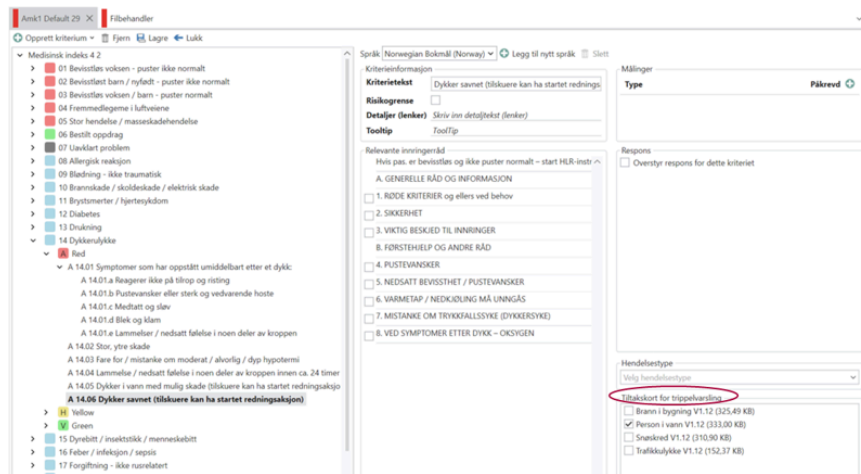 Amk1 Default 29
Filbehandler
Opprett kriterium
Fjern
Lagre
Lukk
Medisinsk indeks 4 2
01 Bevisstløs voksen - puster ikke normalt
02 Bevisstløst barn / nyfødt - puster ikke normalt
03 Bevisstløs voksen / barn - puster normalt
04 Fremmedlegeme i luftveiene
05 Stor hendelse / masseskadehendelse
06 Bestilt oppdrag
07 Uavklart problem
08 Allergisk reaksjon
09 Blødning - ikke traumatisk
10 Brannskade / skoldeskade / elektrisk skade
11 Brystsmerter / hjertesykdom
12 Diabetes
13 Drukning
14 Dykkerulykke
A Red
A 14.01 Symptomer som har oppstått umiddelbart etter et dykk:
A 14.01.a Reagerer ikke på tilrop og risting
A 14.01.b Pustevansker eller sterk og vedvarende hoste
A 14.01.c Medtatt og sløv
A 14.01.d Blek og klam
A 14.01.e Lammelser / nedsatt følelse i noen deler av kroppen
A 14.02 Stor, ytre skade
A 14.03 Fare for / mistanke om moderat / alvorlig / dyp hypotermi
A 14.04 Lammelse / nedsatt følelse i noen deler av kroppen innen ca. 24 timer
A 14.05 Dykker i vann med mulig skade (tilskuere kan ha startet redningsaksjo
A 14.06 Dykker savnet (tilskuere kan ha startet redningsaksjon)
H Yellow
V Green
15 Dyrebitt / insektstikk / menneskebitt
16 Feber / infeksjon / sepsis
17 Forgiftning - ikke rusrelatert
Språk Norwegian Bokmål (Norway)
Legg til nytt språk
Slett
Kriterieinformasjon
Kriterietekst Dykker savnet (tilskuere kan ha startet rednings
Risikogrense
Detaljer (lenker) Skriv inn detaljtekst (lenker)
Tooltip ToolTip
Relevante innringerråd
Hvis pas. er bevisstløs og ikke puster normalt – start HLR-instr
A. GENERELLE RÅD OG INFORMASJON
1. RØDE KRITERIER og ellers ved behov
2. SIKKERHET
3. VIKTIG BESKJED TIL INNRINGER
B. FØRSTEHJELP OG ANDRE RÅD
4. PUSTEVANSKER
5. NEDSATT BEVISSTHET / PUSTEVANSKER
6. VARMETAP / NEDKJØLING MÅ UNNGÅS
7. MISTANKE OM TRYKKFALLSSYKE (DYKKERSYKE)
8. VED SYMPTOMER ETTER DYKK – OKSYGEN
Målinger
Type Påkrevd
Respons
Overstyr respons for dette kriteriet
Hendelsestype
Velg hendelsestype
Tiltakskort for trippelvarsling
Brann i bygning V1.12 (325,49 KB)
Person i vann V1.12 (333,00 KB)
Snøskred V1.12 (310,90 KB)
Trafikkulykke V1.12 (152,37 KB)